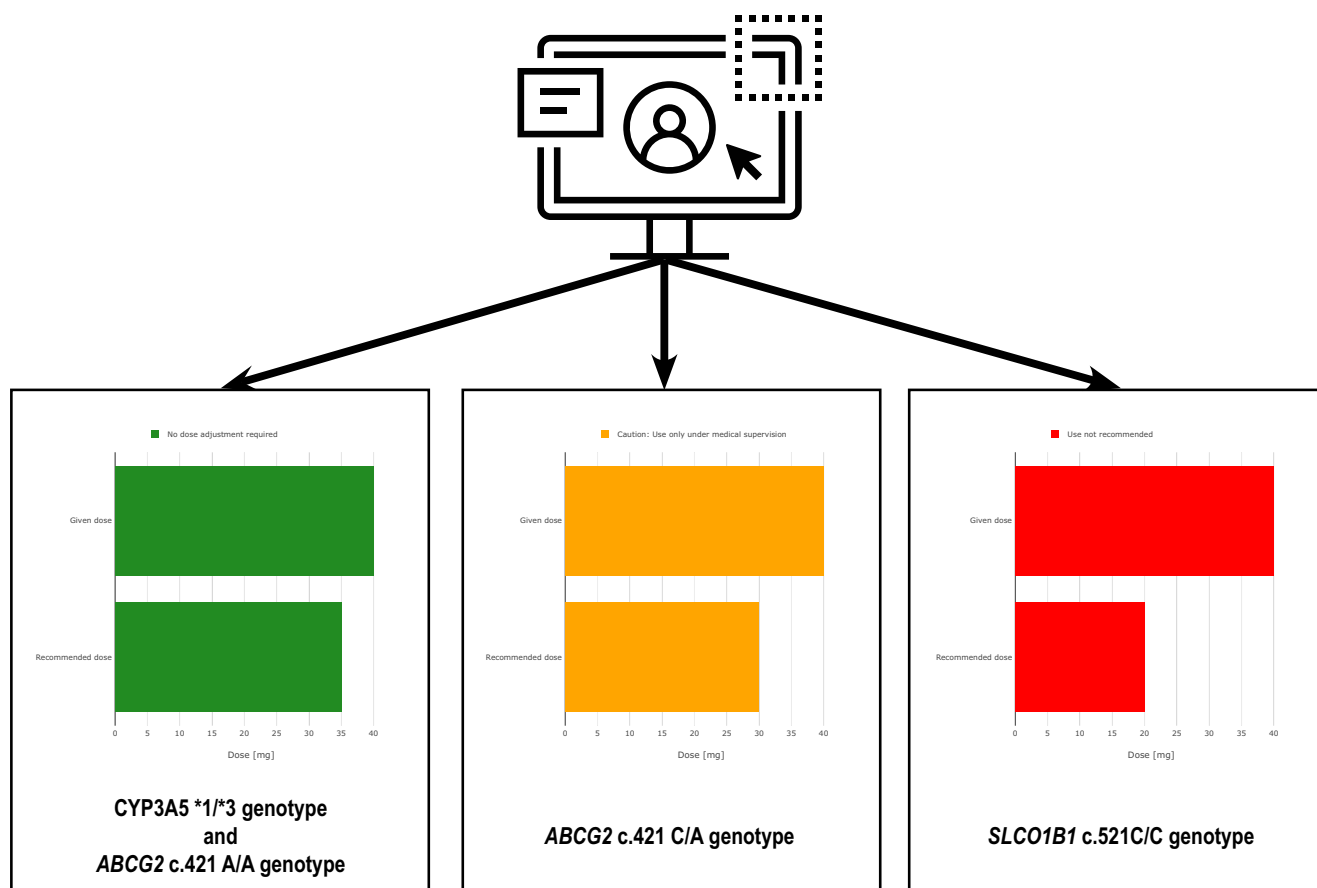 No dose adjustment required
Given dose
Recommended dose
0 5 10 15 20 25 30 35 40
Dose [mg]
CYP3A5 *1/*3 genotype
and
ABCG2 c.421 A/A genotype
Caution: Use only under medical supervision
Given dose
Recommended dose
0 5 10 15 20 25 30 35 40
Dose [mg]
ABCG2 c.421 C/A genotype
Use not recommended
Given dose
Recommended dose
0 5 10 15 20 25 30 35 40
Dose [mg]
SLCO1B1 c.521C/C genotype